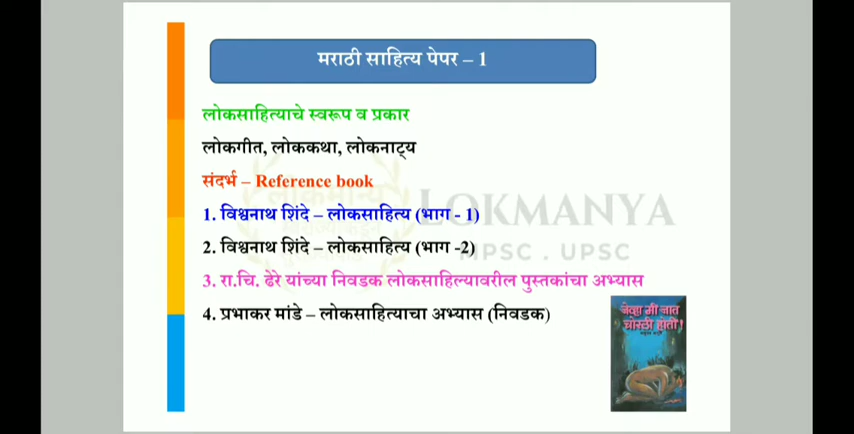 मराठी साहित्य पेपर – 1
लोकसाहित्याचे स्वरूप व प्रकार
लोकगीत, लोककथा, लोकनाट्य
संदर्भ – Reference book
1. विश्वनाथ शिंदे – लोकसाहित्य (भाग - 1)
2. विश्वनाथ शिंदे – लोकसाहित्य (भाग -2)
3. रा.चि. ढेरे यांच्या निवडक लोकसाहित्यावरील पुस्तकांचा अभ्यास
4. प्रभाकर मांडे – लोकसाहित्याचा अभ्यास (निवडक)
LOKMANYA
MPSC . UPSC
जेव्हा मी जात
चोरली होती!